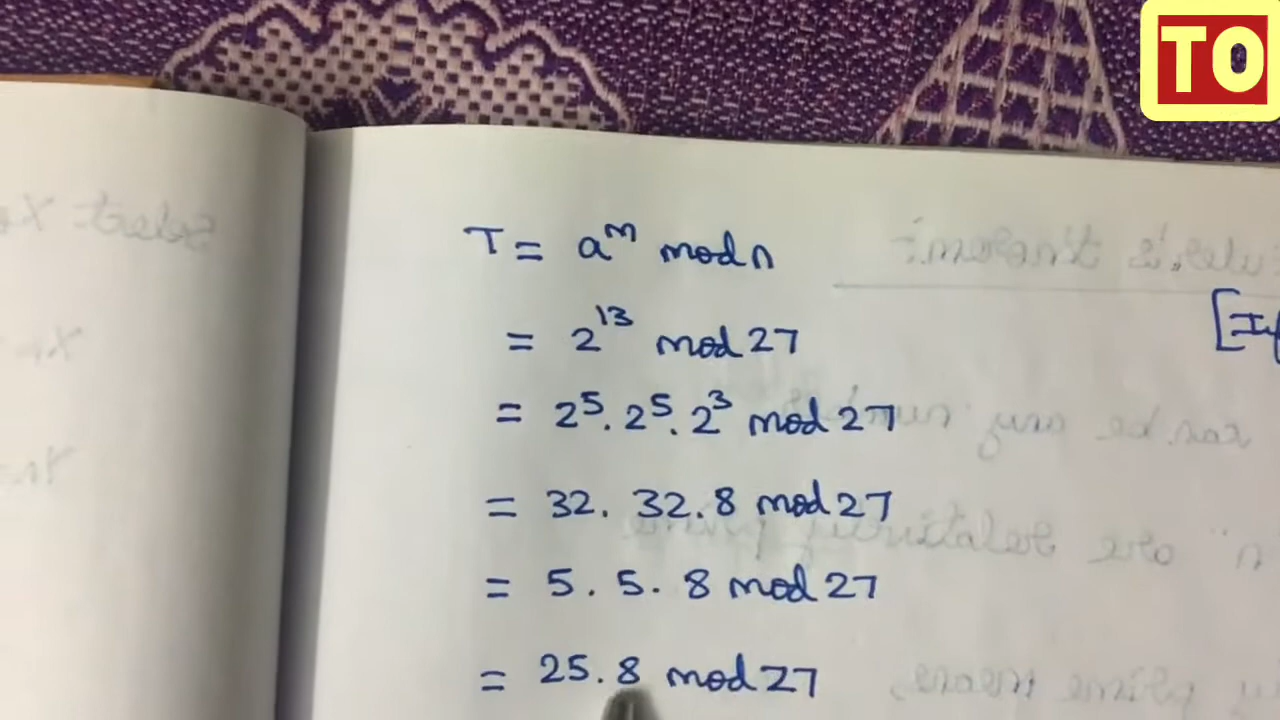 TO
T = a^m mod n
= 2^13 mod 27
= 2^5 . 2^5 . 2^3 mod 27
= 32 . 32 . 8 mod 27
= 5 . 5 . 8 mod 27
= 25 . 8 mod 27